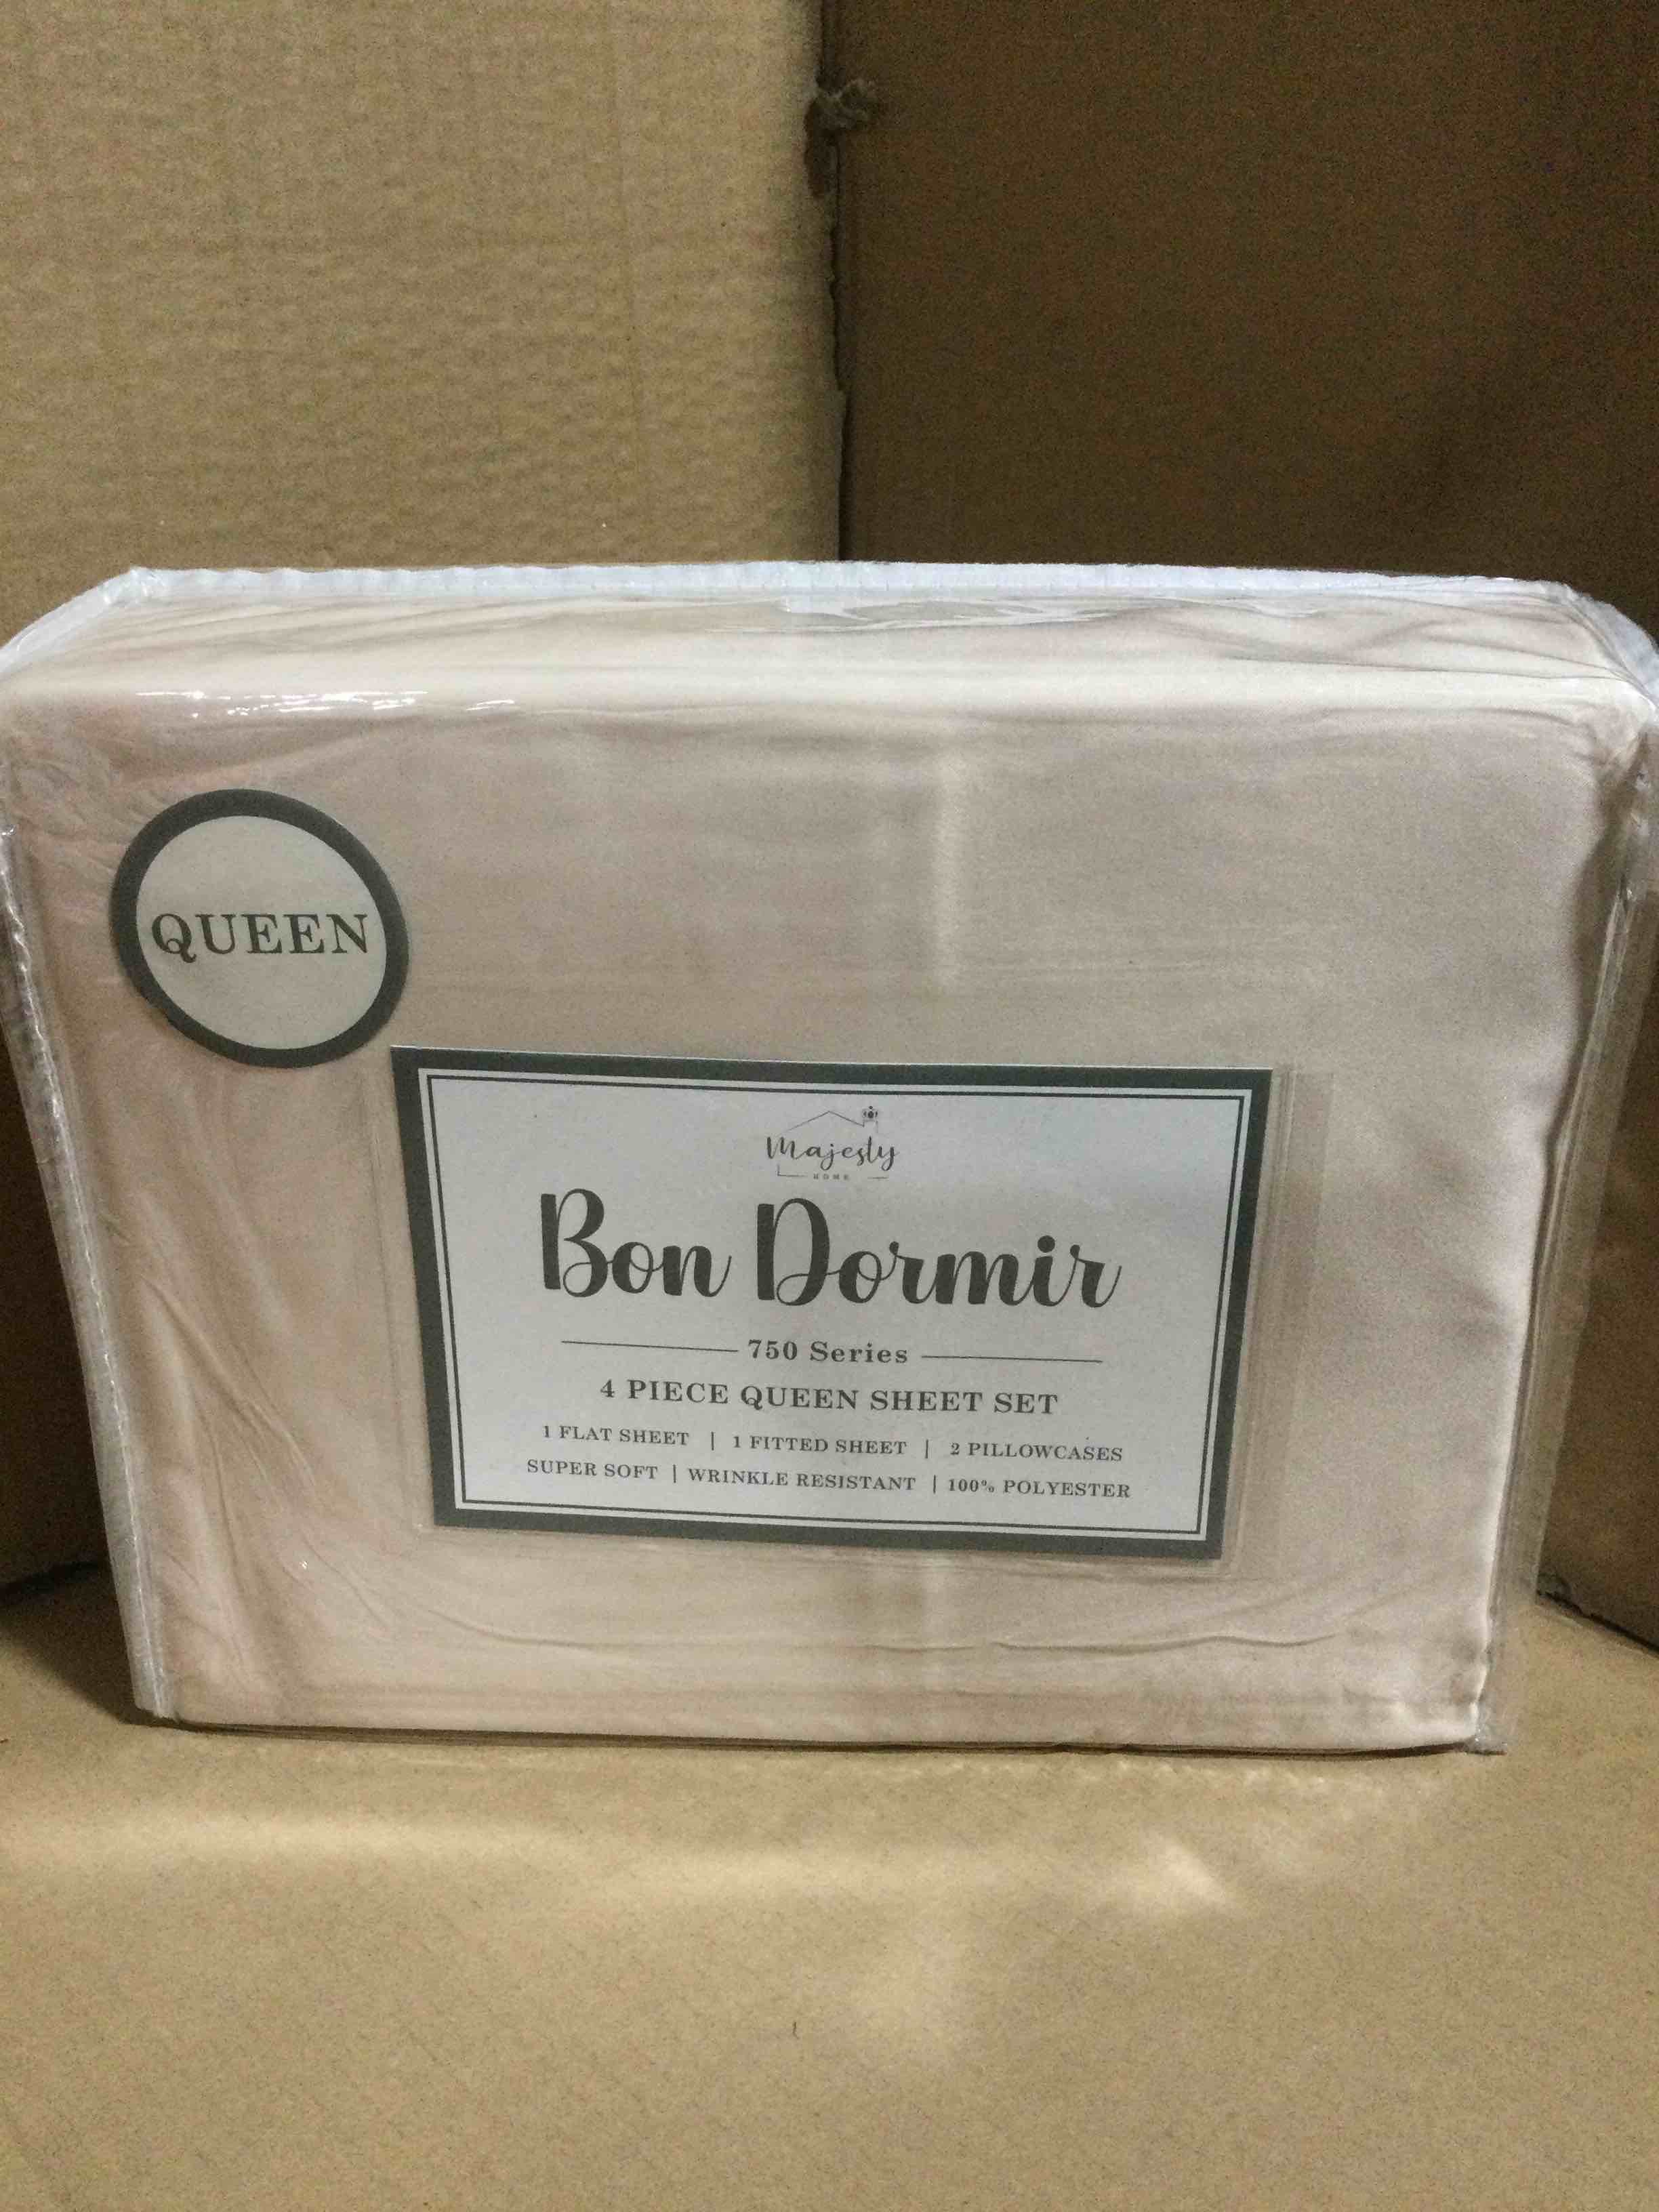 QUEEN
Majesty
HOME
Bon Dormir
750 Series
4 PIECE QUEEN SHEET SET
1 FLAT SHEET | 1 FITTED SHEET | 2 PILLOWCASES
SUPER SOFT | WRINKLE RESISTANT | 100% POLYESTER